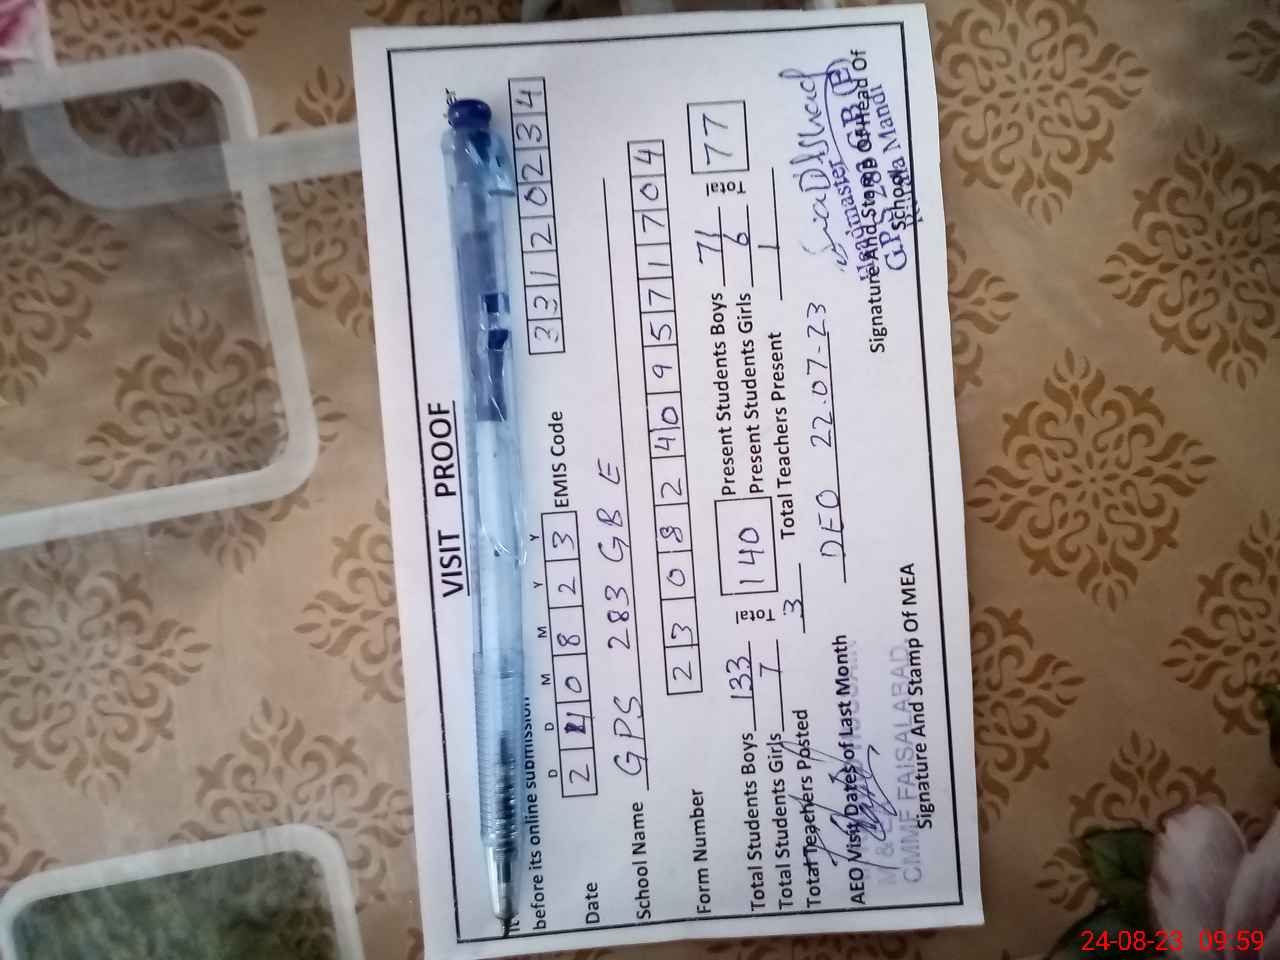 VISIT PROOF
before its online submission
D D M M Y Y
Date 2 4 0 8 2 3 EMIS Code 3 3 1 2 0 2 3 4
School Name GPS 283 GB E
Form Number 2 3 0 8 2 4 0 9 5 7 1 7 0 4
Total Students Boys 133 Total 140 Present Students Boys 71 Total 77
Total Students Girls 7 Present Students Girls 6
Total Teachers Posted 3 Total Teachers Present 1
AEO Visit Dates of Last Month DEO 22.07-23
Headmaster
GPS 283 GB (E)
Mandi
Signature And Stamp Of Head Of School
M &
CMMF FAISALABAD
Signature And Stamp Of MEA
24-08-23 09:59